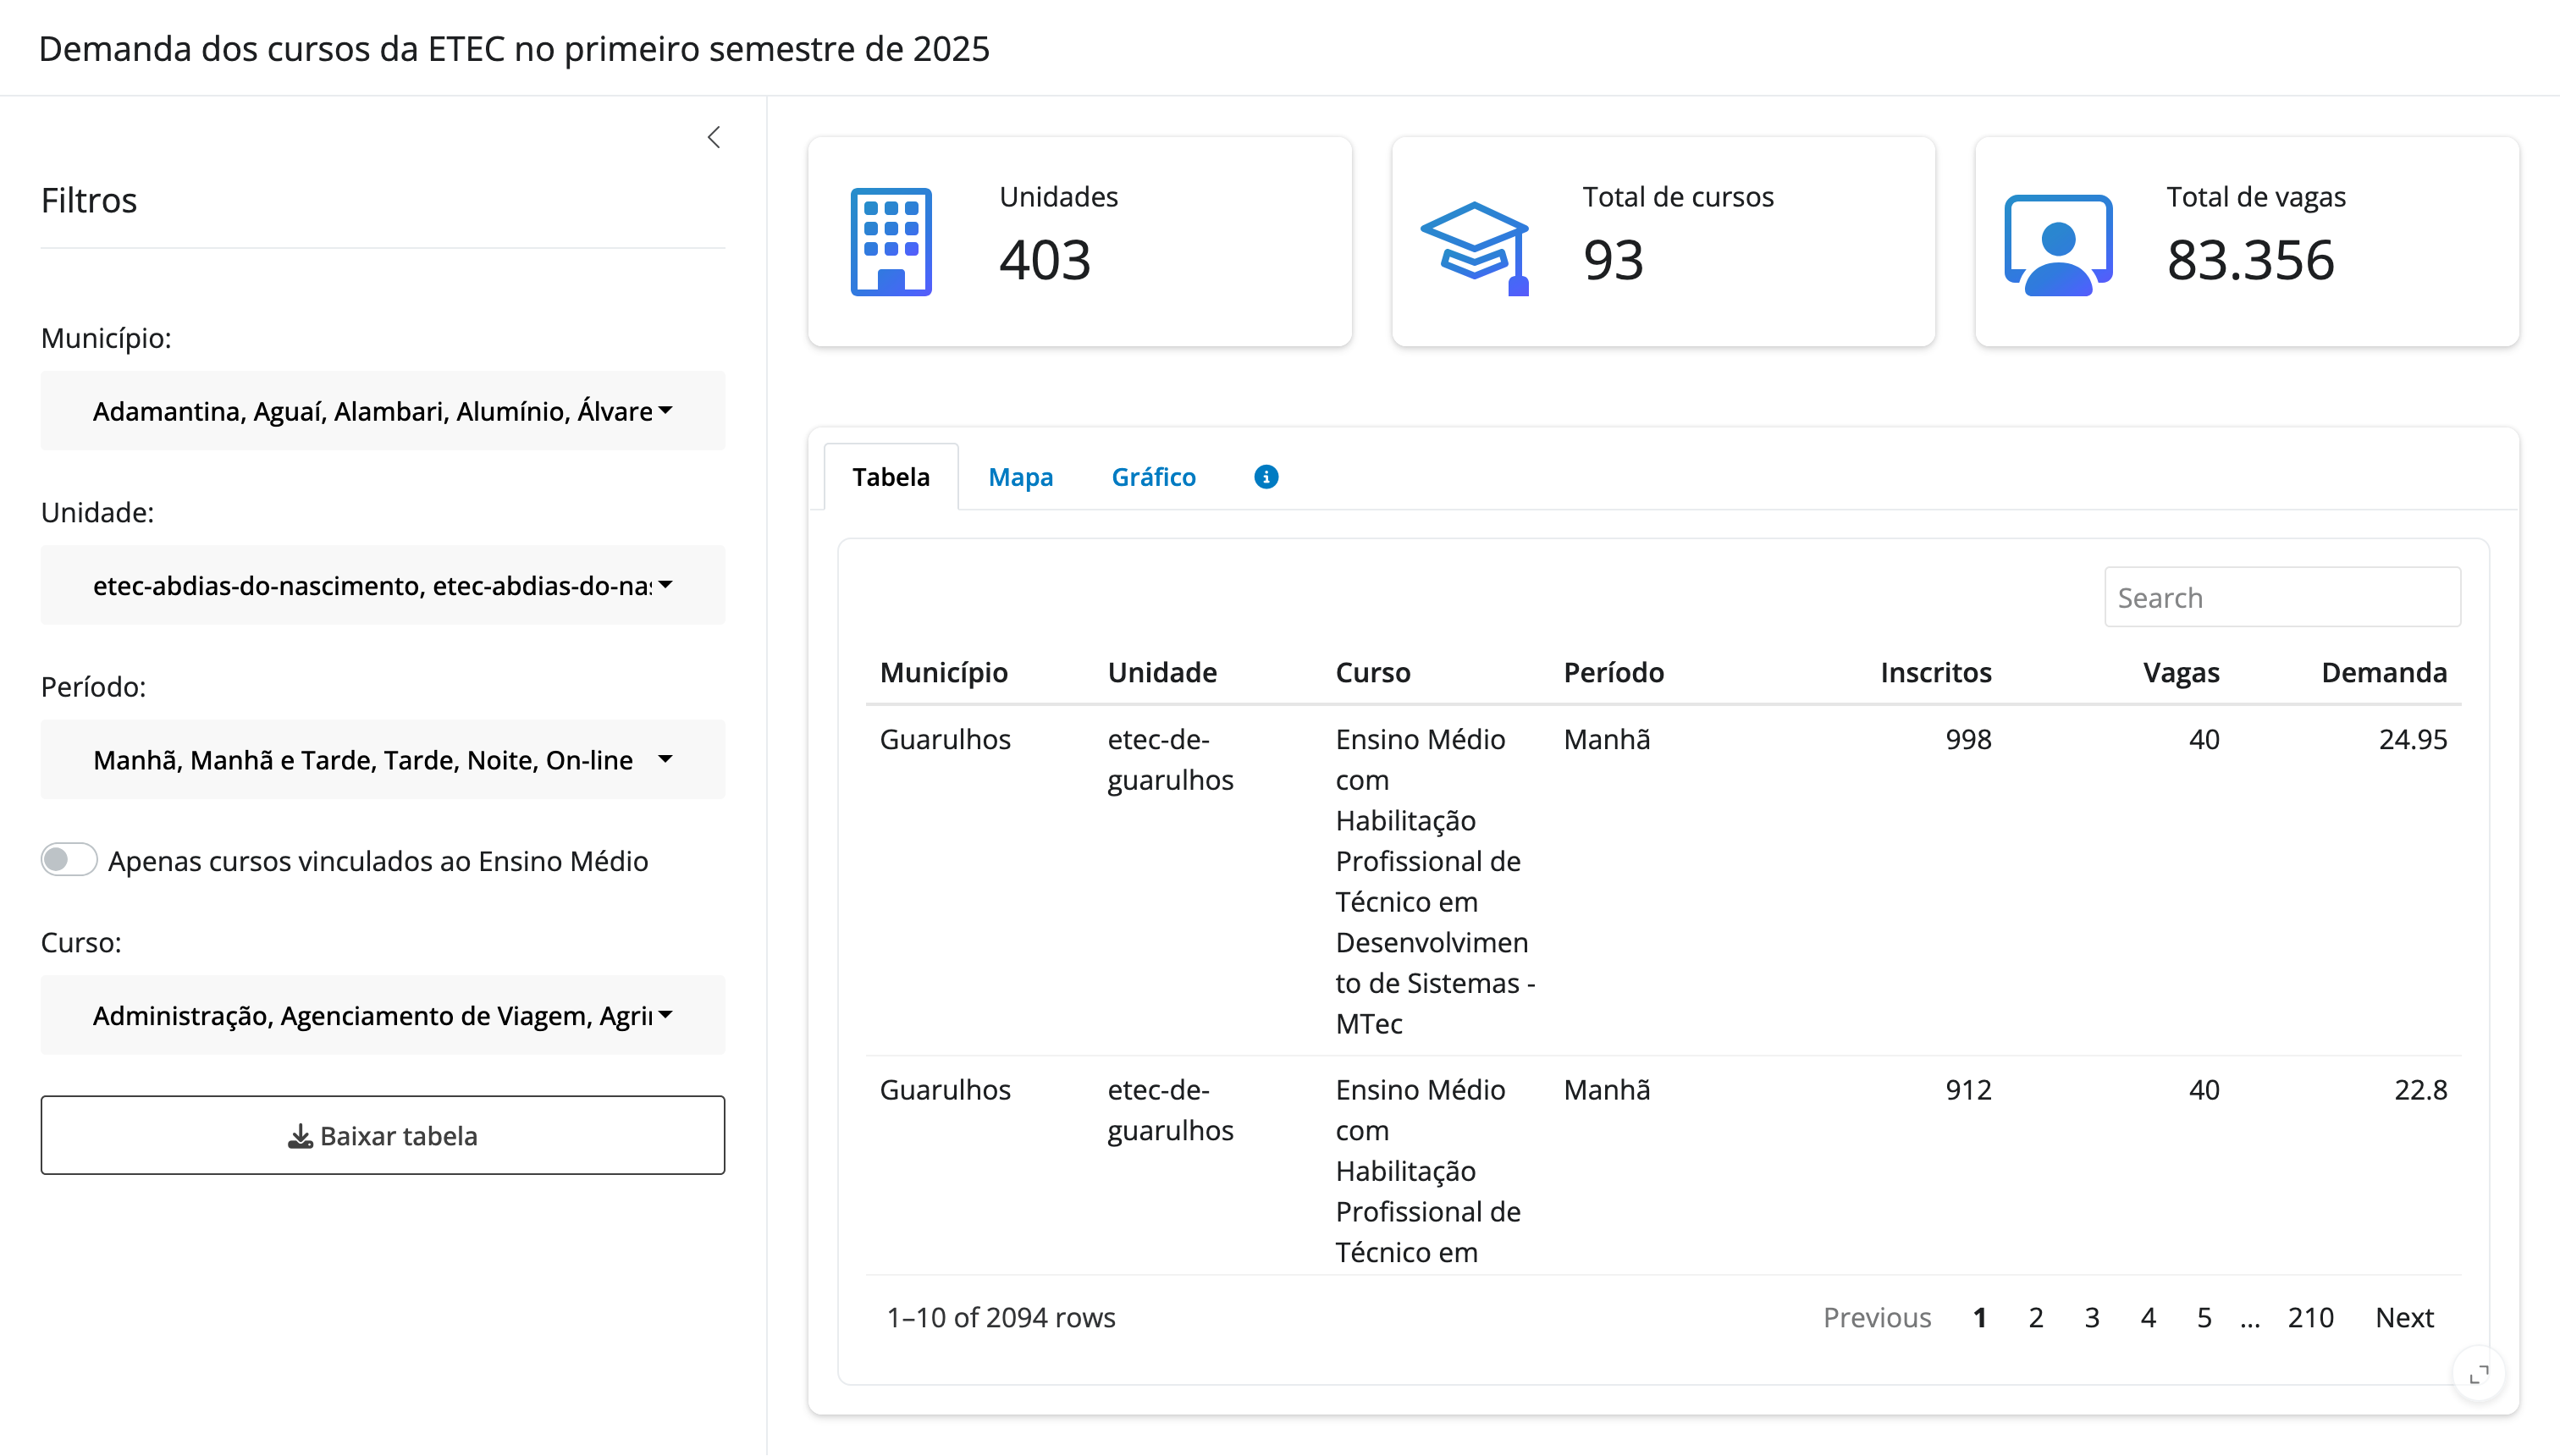 Demanda dos cursos da ETEC no primeiro semestre de 2025
Filtros
Município:
Adamantina, Aguaí, Alambari, Alumínio, Álvare
Unidade:
etec-abdias-do-nascimento, etec-abdias-do-na
Período:
Manhã, Manhã e Tarde, Tarde, Noite, On-line
Apenas cursos vinculados ao Ensino Médio
Curso:
Administração, Agenciamento de Viagem, Agri
Baixar tabela
Unidades
403
Total de cursos
93
Total de vagas
83.356
Tabela Mapa Gráfico
Search
Município Unidade Curso Período Inscritos Vagas Demanda
Guarulhos etec-de- Ensino Médio Manhã 998 40 24.95
guarulhos com
Habilitação
Profissional de
Técnico em
Desenvolvimen
to de Sistemas -
MTec
Guarulhos etec-de- Ensino Médio Manhã 912 40 22.8
guarulhos com
Habilitação
Profissional de
Técnico em
1–10 of 2094 rows Previous 1 2 3 4 5 ... 210 Next